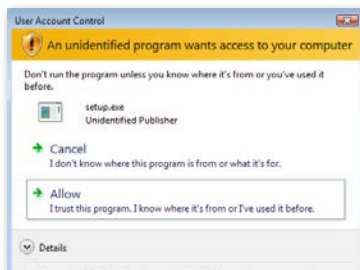 User Account Control
An unidentified program wants access to your computer
Don't run the program unless you know where it's from or you've used it
before.
setup.exe
Unidentified Publisher
Cancel
I don't know where this program is from or what it's for.
Allow
I trust this program. I know where it's from or I've used it before.
Details